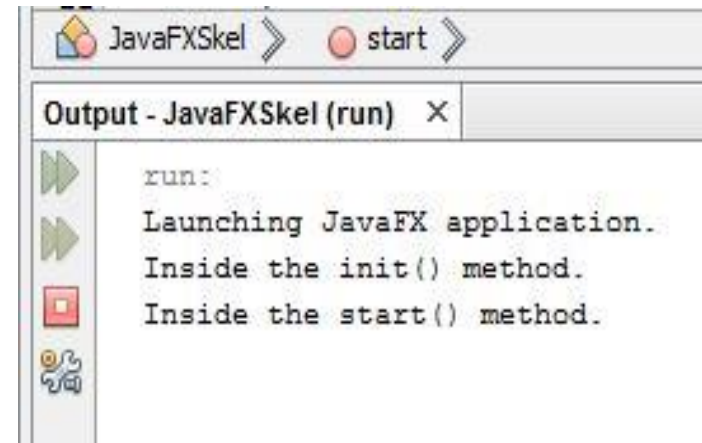 JavaFXSkel start
Output - JavaFXSkel (run) X
run:
Launching JavaFX application.
Inside the init() method.
Inside the start() method.